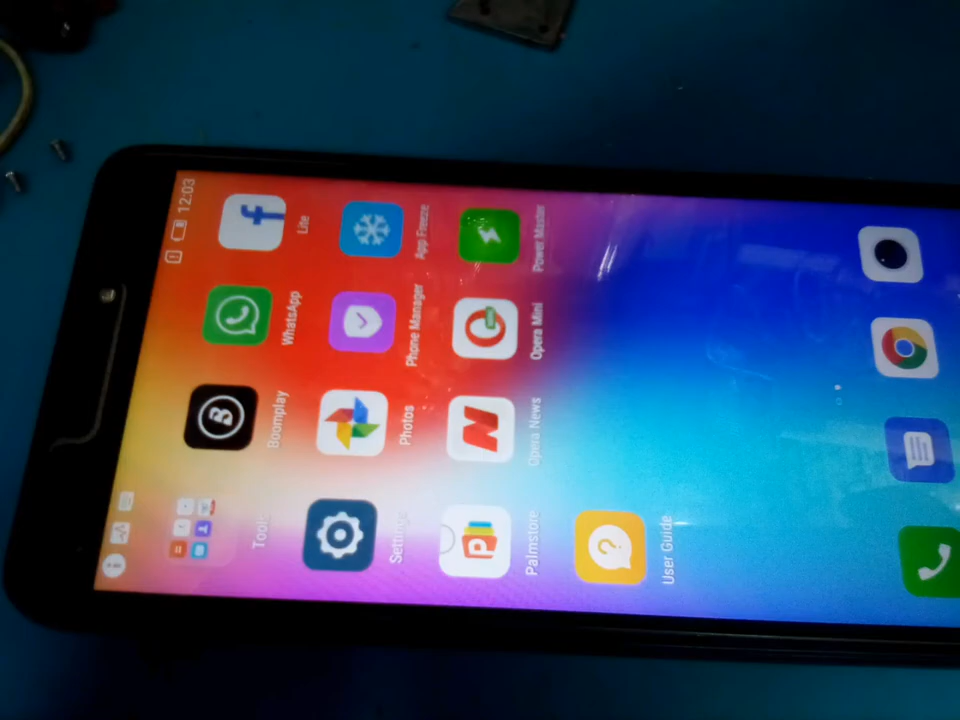 12:03
Tools Boomplay WhatsApp Lite
Settings Photos Phone Manager App Freeze
Palmstore Opera News Opera Mini Power Master
User Guide